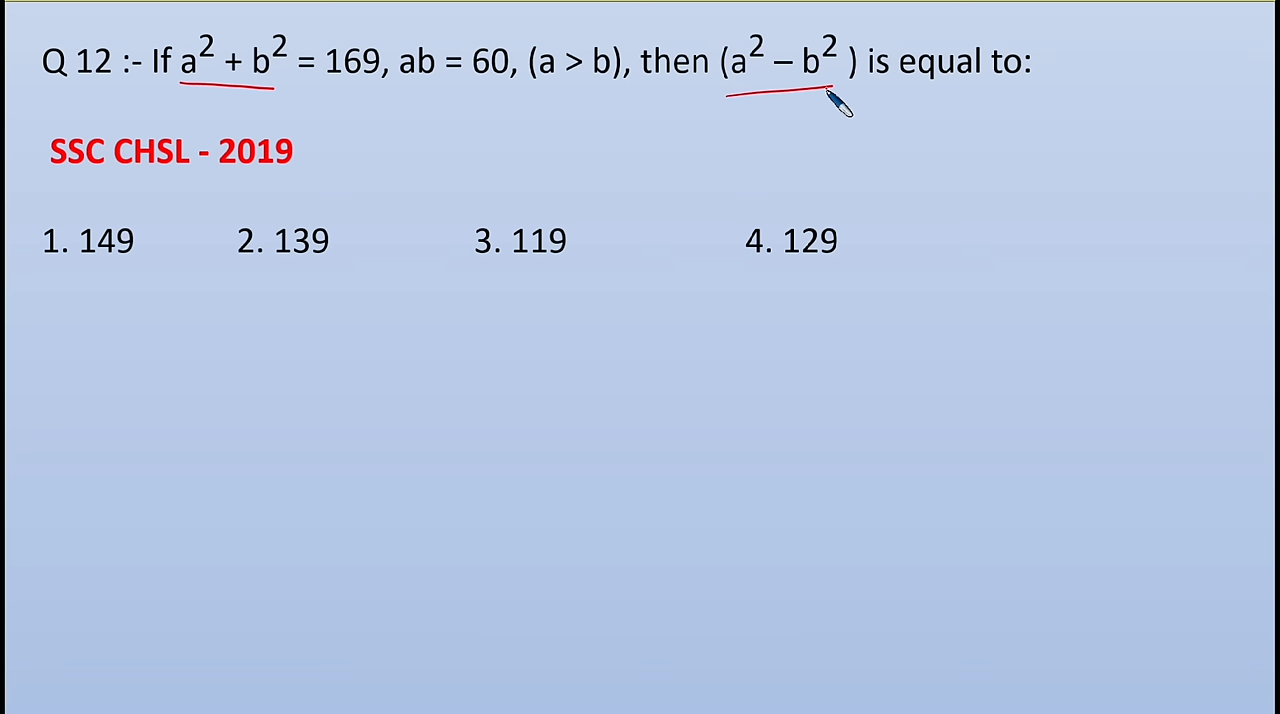 Q 12 :- If a² + b² = 169, ab = 60, (a > b), then (a² – b² ) is equal to:
SSC CHSL - 2019
1. 149 2. 139 3. 119 4. 129